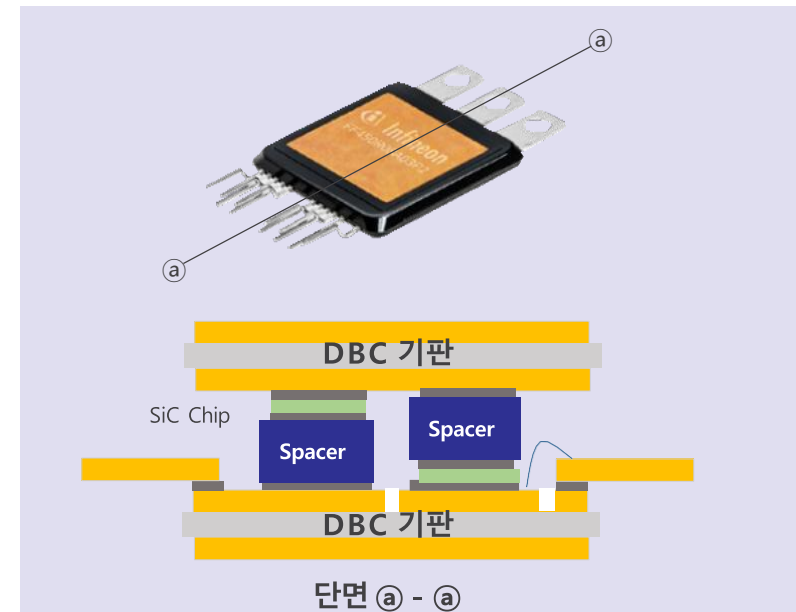 ⓐ
Infineon
ⓐ
DBC 기판
SiC Chip
Spacer
Spacer
DBC 기판
단면 ⓐ - ⓐ